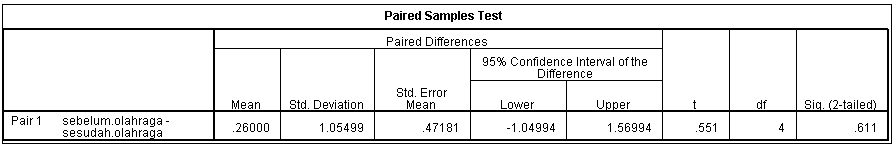 Paired Samples Test
Paired Differences
95% Confidence Interval of the
Difference
Std. Error
Mean Std. Deviation Mean Lower Upper t df Sig. (2-tailed)
Pair 1 sebelum.olahraga - .26000 1.05499 .47181 -1.04994 1.56994 .551 4 .611
sesudah.olahraga